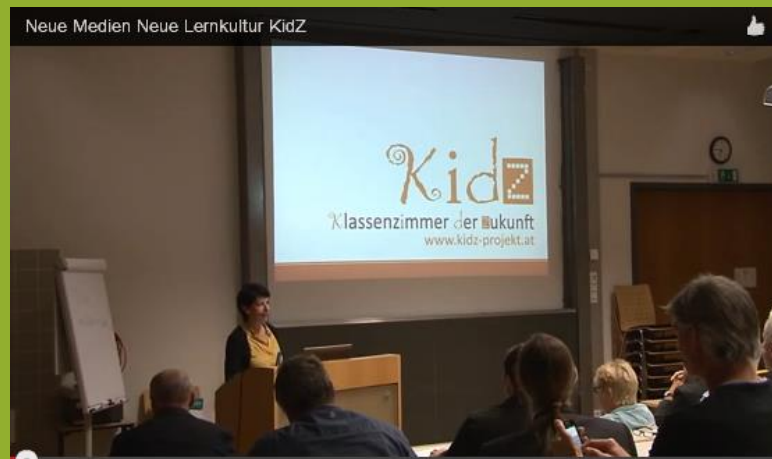 Neue Medien Neue Lernkultur KidZ
KidZ
Klassenzimmer der Zukunft
www.kidz-projekt.at